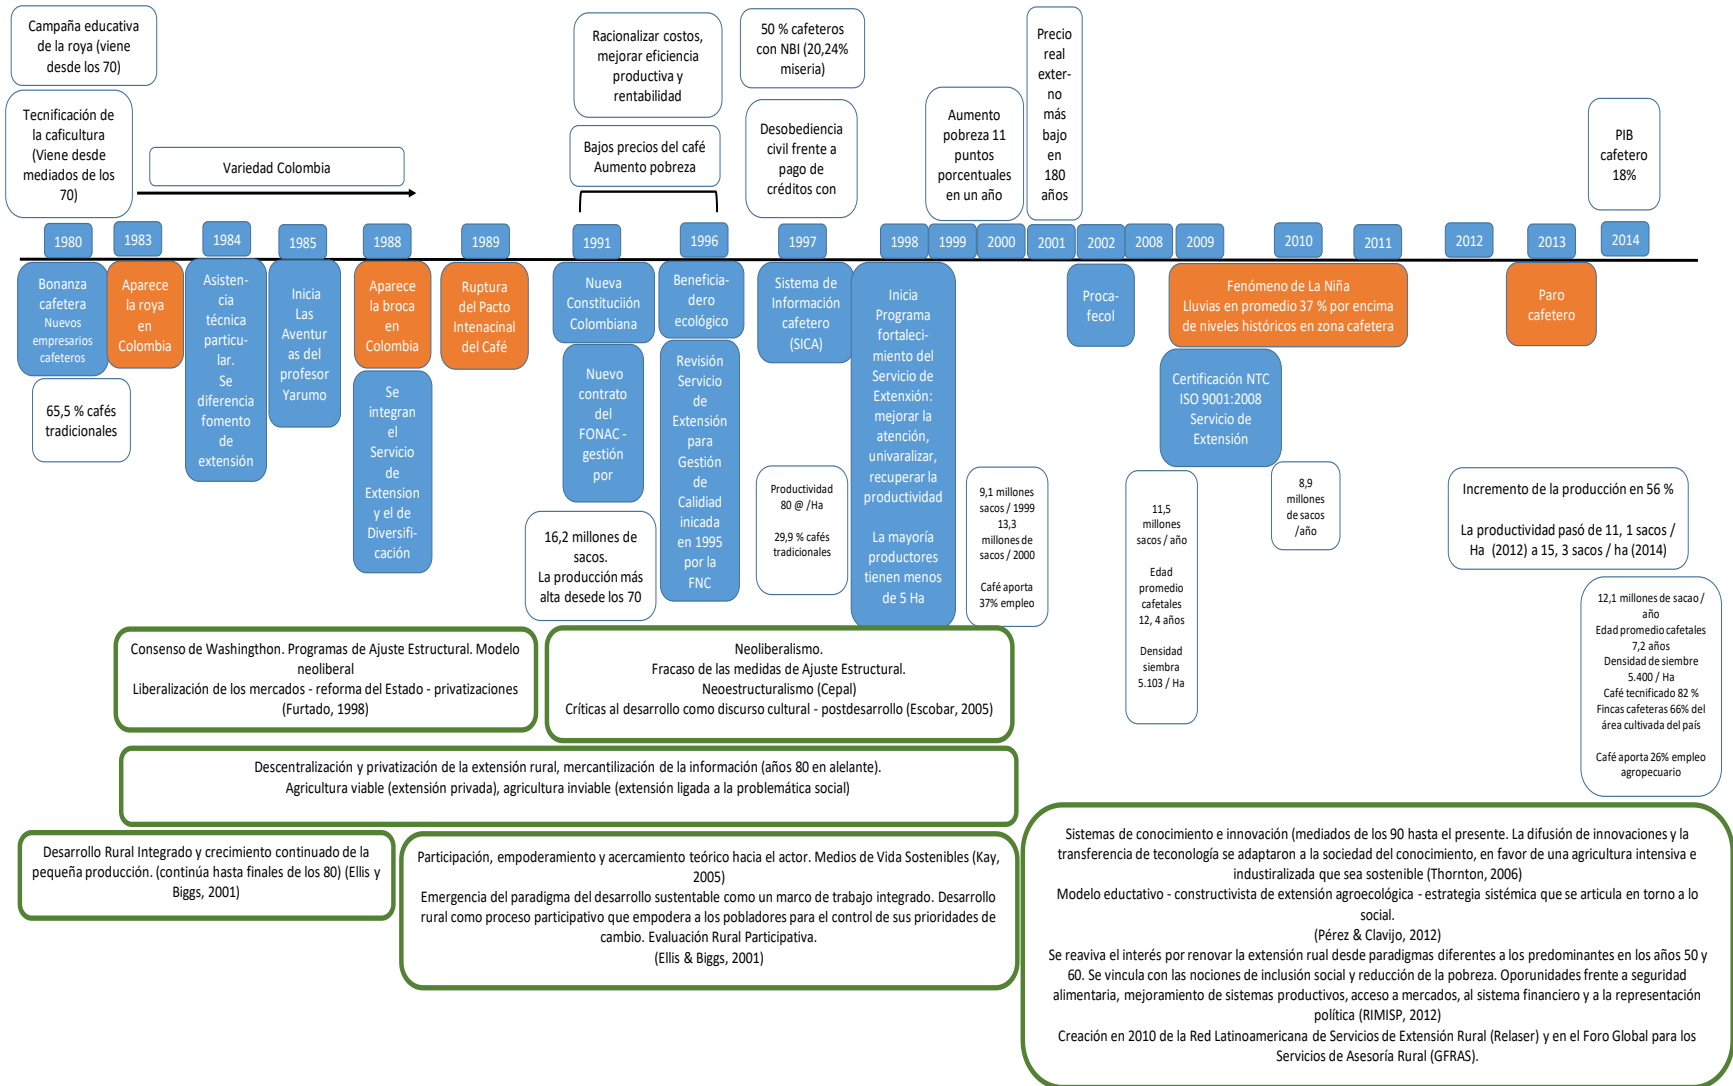 Campaña educativa
de la roya (viene
desde los 70)
Tecnificación de
la caficultura
(Viene desde
mediados de los
70)
Variedad Colombia
Racionalizar costos,
mejorar eficiencia
productiva y
rentabilidad
Bajos precios del café
Aumento pobreza
50 % cafeteros
con NBI (20,24%
miseria)
Desobediencia
civil frente a
pago de
créditos con
Aumento
pobreza 11
puntos
porcentuales
en un año
Precio
real
exter-
no
más
bajo
en
180
años
PIB
cafetero
18%
1980
1983
1984
1985
1988
1989
1991
1996
1997
1998
1999
2000
2001
2002
2008
2009
2010
2011
2012
2013
2014
Bonanza
cafetera
Nuevos
empresarios
cafeteros
65,5 % cafés
tradicionales
Aparece
la roya
en
Colombia
Asisten-
cia
técnica
particu-
lar.
Se
diferencia
fomento
de
extensión
Inicia
Las
Aventur
as del
profesor
Yarumo
Aparece
la broca
en
Colombia
Se
integran
el
Servicio
de
Extension
y el de
Diversifi-
cación
Ruptura
del Pacto
Intenacinal
del Café
Nueva
Constituciión
Colombiana
Nuevo
contrato
del
FONAC -
gestión
por
16,2 millones de
sacos.
La producción más
alta desede los 70
Beneficia-
dero
ecológico
Revisión
Servicio
de
Extensión
para
Gestión
de
Calidiad
inicada
en 1995
por la
FNC
Sistema de
Información
cafetero
(SICA)
Productividad
80 @ /Ha
29,9 % cafés
tradicionales
Inicia
Programa
fortaleci-
miento del
Servicio de
Extenxión:
mejorar la
atención,
univaralizar,
recuperar la
productividad
La mayoría
productores
tienen menos
de 5 Ha
9,1 millones
sacos / 1999
13,3
millones de
sacos / 2000
Café aporta
37% empleo
Proca-
fecol
11,5
millones
sacos / año
Edad
promedio
cafetales
12, 4 años
Densidad
siembra
5.103 / Ha
Fenómeno de La Niña
Lluvias en promedio 37 % por encima
de niveles históricos en zona cafetera
Certificación NTC
ISO 9001:2008
Servicio de
Extensión
8,9
millones
de sacos
/año
Paro
cafetero
Incremento de la producción en 56 %
La productividad pasó de 11, 1 sacos /
Ha (2012) a 15, 3 sacos / ha (2014)
12,1 millones de sacao /
año
Edad promedio cafetales
7,2 años
Densidad de siembre
5.400 / Ha
Café tecnificado 82 %
Fincas cafeteras 66% del
área cultivada del país
Café aporta 26% empleo
agropecuario
Consenso de Washingthon. Programas de Ajuste Estructural. Modelo
neoliberal
Liberalización de los mercados - reforma del Estado - privatizaciones
(Furtado, 1998)
Neoliberalismo.
Fracaso de las medidas de Ajuste Estructural.
Neoestructuralismo (Cepal)
Críticas al desarrollo como discurso cultural - postdesarrollo (Escobar, 2005)
Descentralización y privatización de la extensión rural, mercantilización de la información (años 80 en alelante).
Agricultura viable (extensión privada), agricultura inviable (extensión ligada a la problemática social)
Desarrollo Rural Integrado y crecimiento continuado de la
pequeña producción. (continúa hasta finales de los 80) (Ellis y
Biggs, 2001)
Participación, empoderamiento y acercamiento teórico hacia el actor. Medios de Vida Sostenibles (Kay,
2005)
Emergencia del paradigma del desarrollo sustentable como un marco de trabajo integrado. Desarrollo
rural como proceso participativo que empodera a los pobladores para el control de sus prioridades de
cambio. Evaluación Rural Participativa.
(Ellis & Biggs, 2001)
Sistemas de conocimiento e innovación (mediados de los 90 hasta el presente. La difusión de innovaciones y la
transferencia de teconología se adaptaron a la sociedad del conocimiento, en favor de una agricultura intensiva e
industiralizada que sea sostenible (Thornton, 2006)
Modelo eductativo - constructivista de extensión agroecológica - estrategia sistémica que se articula en torno a lo
social.
(Pérez & Clavijo, 2012)
Se reaviva el interés por renovar la extensión rual desde paradigmas diferentes a los predominantes en los años 50 y
60. Se vincula con las nociones de inclusión social y reducción de la pobreza. Oporunidades frente a seguridad
alimentaria, mejoramiento de sistemas productivos, acceso a mercados, al sistema financiero y a la representación
política (RIMISP, 2012)
Creación en 2010 de la Red Latinoamericana de Servicios de Extensión Rural (Relaser) y en el Foro Global para los
Servicios de Asesoría Rural (GFRAS).